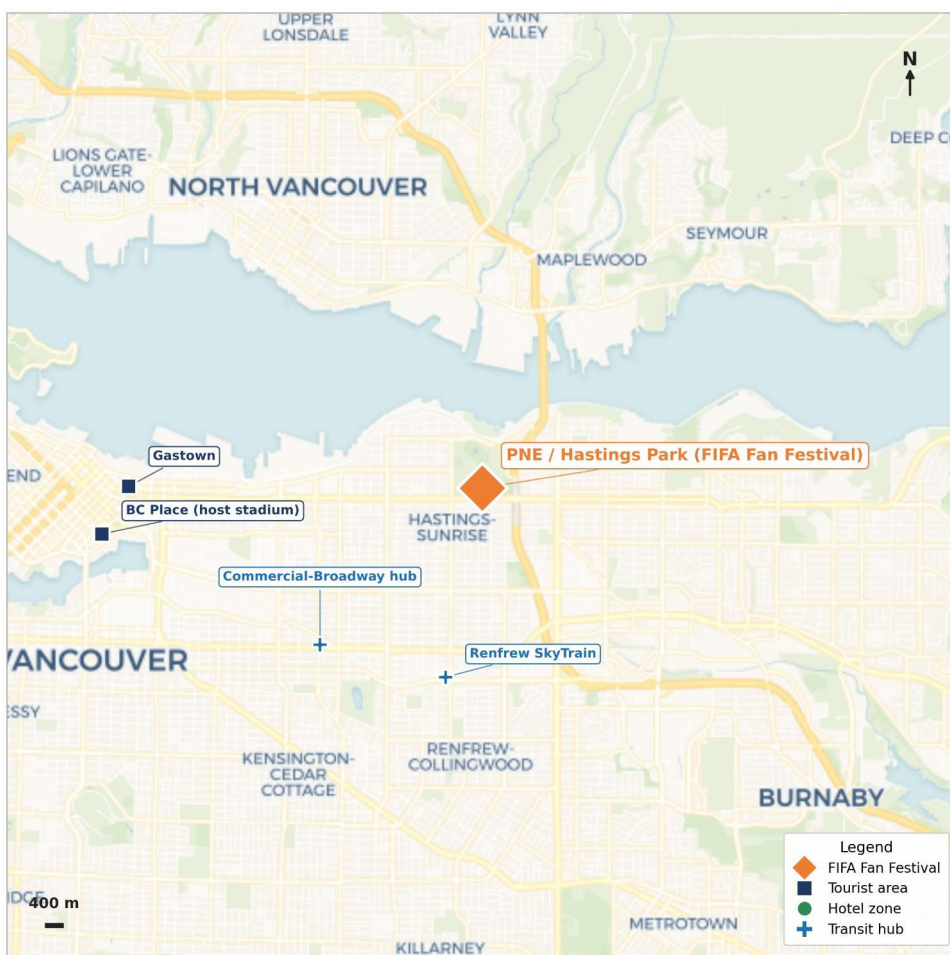 UPPER
LONSDALE
LYNN
VALLEY
N
DEEP C
LIONS GATE-
LOWER
CAPILANO
NORTH VANCOUVER
SEYMOUR
MAPLEWOOD
Gastown
PNE / Hastings Park (FIFA Fan Festival)
END
BC Place (host stadium)
HASTINGS-
SUNRISE
Commercial-Broadway hub
VANCOUVER
Renfrew SkyTrain
ESSY
KENSINGTON-
CEDAR
COTTAGE
RENFREW-
COLLINGWOOD
BURNABY
Legend
FIFA Fan Festival
Tourist area
Hotel zone
Transit hub
IDGE
400 m
METROTOWN
KILLARNEY